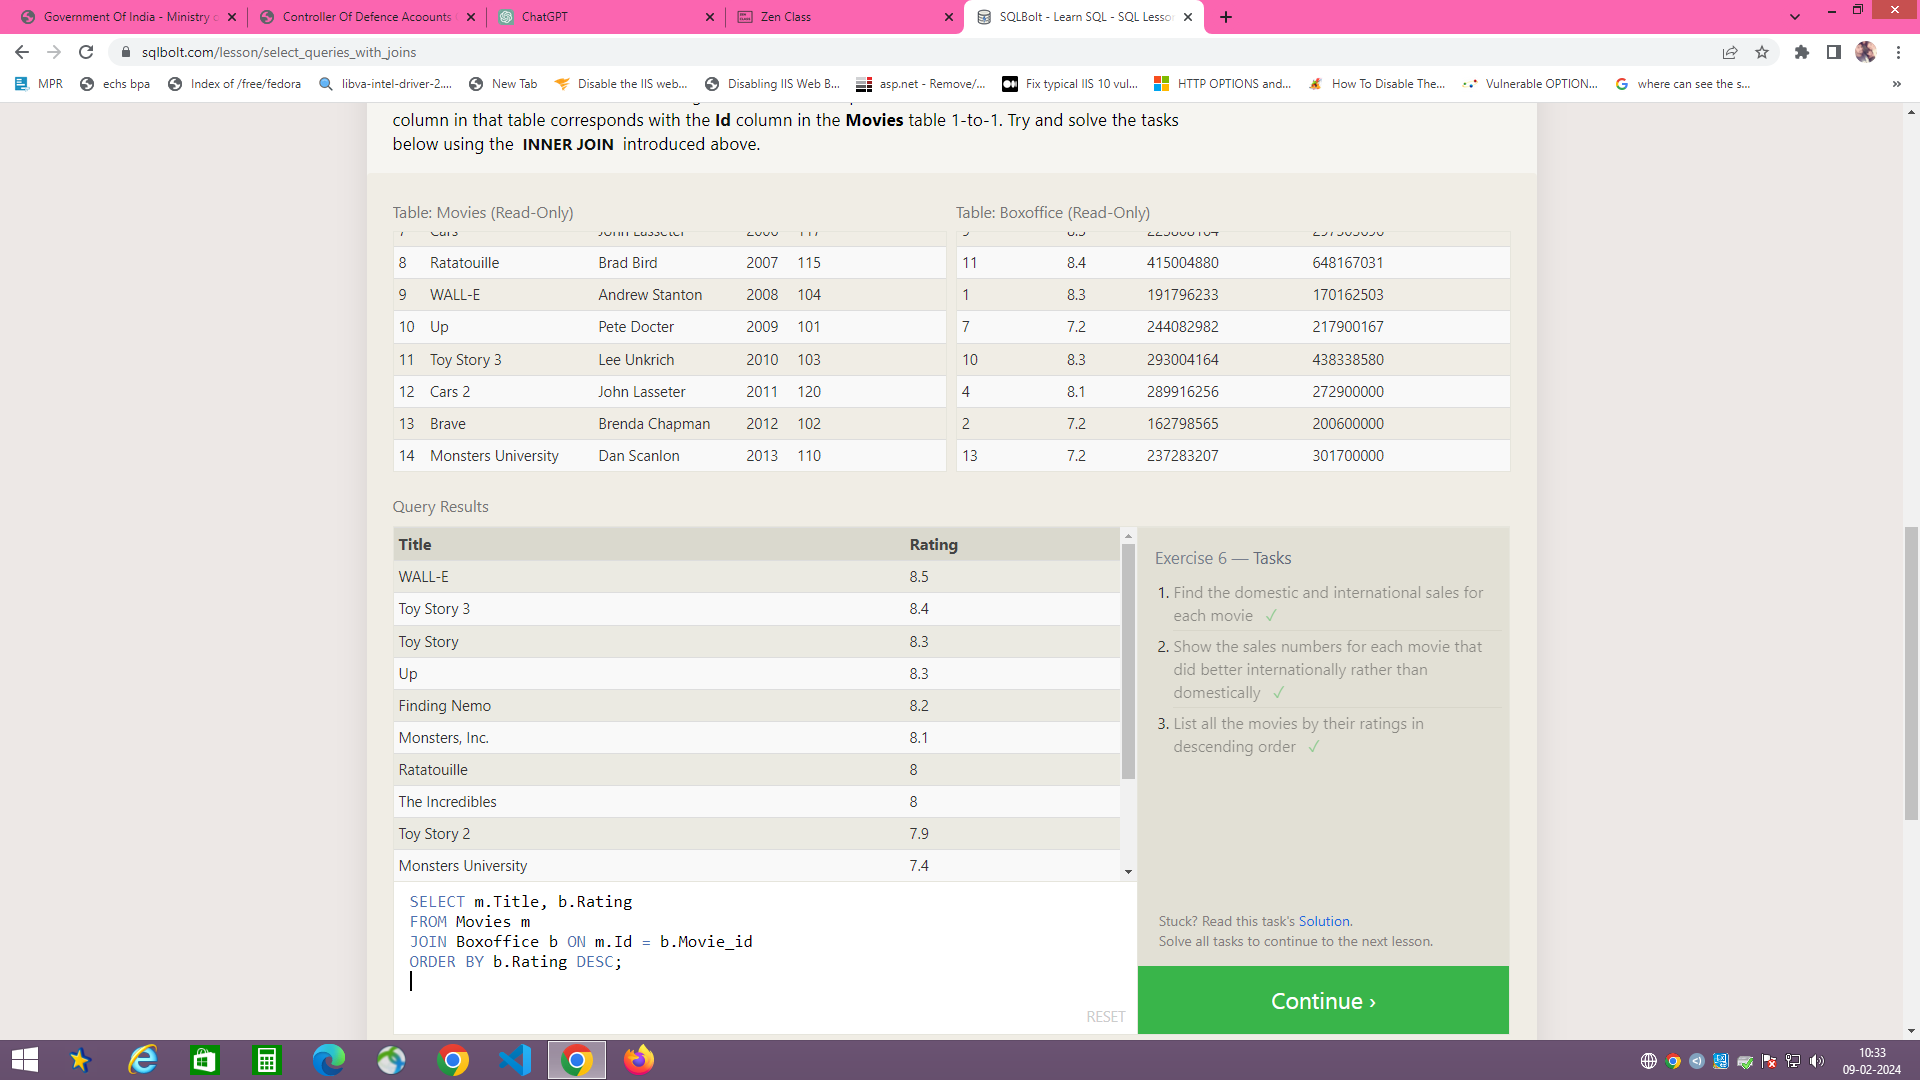 Government Of India - Ministry
Controller Of Defence Acoounts
ChatGPT
Zen Class
SQLBolt - Learn SQL - SQL Lesso
sqlbolt.com/lesson/select_queries_with_joins
MPR
echs bpa
Index of /free/fedora
libva-intel-driver-2....
New Tab
Disable the IIS web...
Disabling IIS Web B...
asp.net - Remove/...
Fix typical IIS 10 vul...
HTTP OPTIONS and...
How To Disable The...
Vulnerable OPTION...
where can see the s...
»
column in that table corresponds with the Id column in the Movies table 1-to-1. Try and solve the tasks
below using the INNER JOIN introduced above.
Table: Movies (Read-Only)
7 Cars John Lasseter 2006 117
8 Ratatouille Brad Bird 2007 115
9 WALL-E Andrew Stanton 2008 104
10 Up Pete Docter 2009 101
11 Toy Story 3 Lee Unkrich 2010 103
12 Cars 2 John Lasseter 2011 120
13 Brave Brenda Chapman 2012 102
14 Monsters University Dan Scanlon 2013 110
Table: Boxoffice (Read-Only)
9 8.5 223808164 297503696
11 8.4 415004880 648167031
1 8.3 191796233 170162503
7 7.2 244082982 217900167
10 8.3 293004164 438338580
4 8.1 289916256 272900000
2 7.2 162798565 200600000
13 7.2 237283207 301700000
Query Results
Title Rating
WALL-E 8.5
Toy Story 3 8.4
Toy Story 8.3
Up 8.3
Finding Nemo 8.2
Monsters, Inc. 8.1
Ratatouille 8
The Incredibles 8
Toy Story 2 7.9
Monsters University 7.4
SELECT m.Title, b.Rating
FROM Movies m
JOIN Boxoffice b ON m.Id = b.Movie_id
ORDER BY b.Rating DESC;
RESET
Exercise 6 — Tasks
1. Find the domestic and international sales for
each movie ✓
2. Show the sales numbers for each movie that
did better internationally rather than
domestically ✓
3. List all the movies by their ratings in
descending order ✓
Stuck? Read this task's Solution.
Solve all tasks to continue to the next lesson.
Continue ›
10:33
09-02-2024